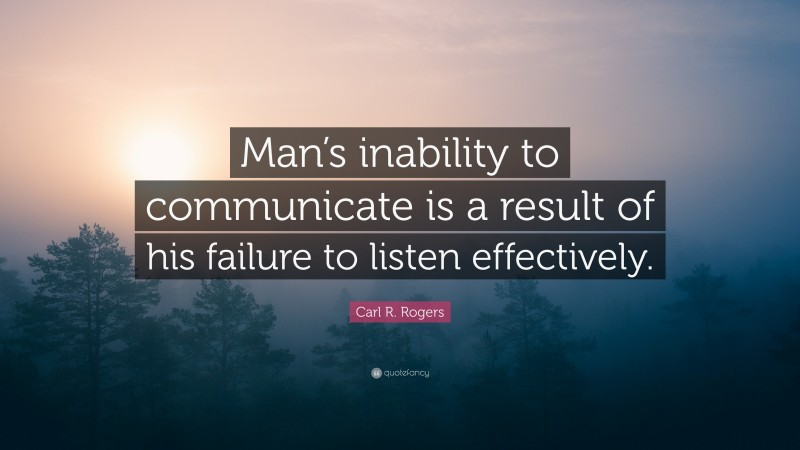 Man’s inability to
communicate is a result of
his failure to listen effectively.
Carl R. Rogers
quotefancy